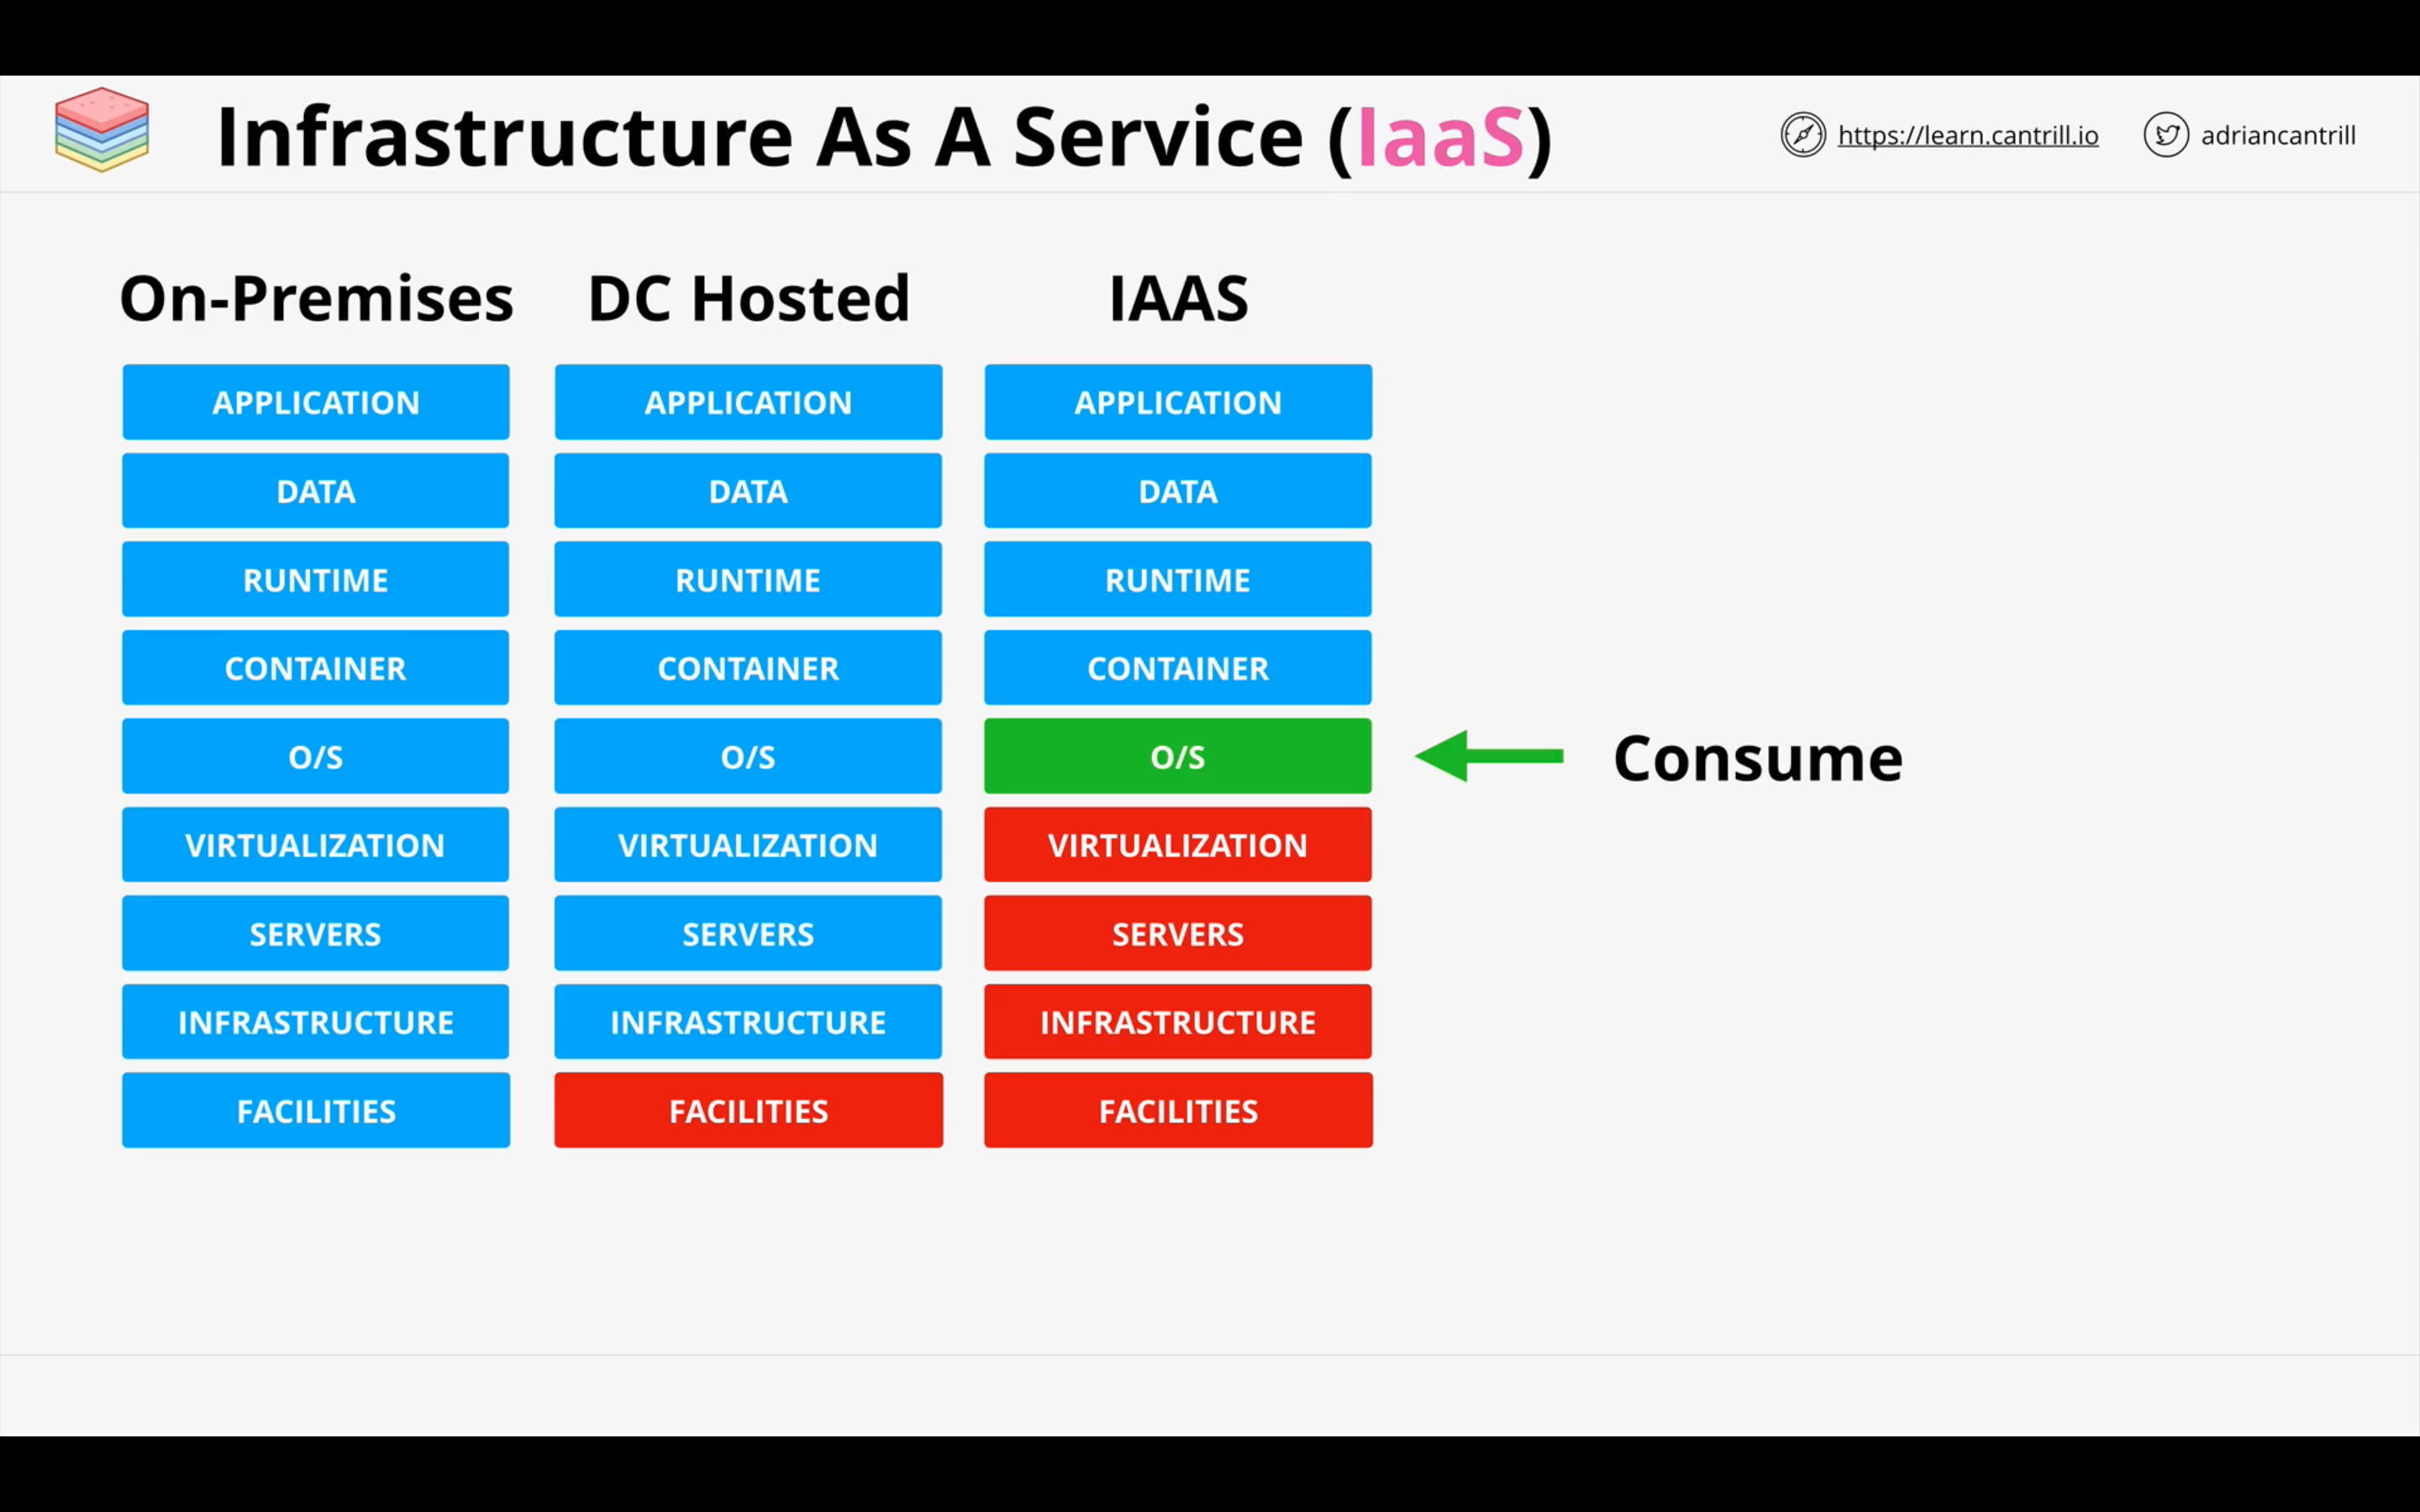 Infrastructure As A Service (IaaS)
https://learn.cantrill.io
adriancantrill
On-Premises
APPLICATION
DATA
RUNTIME
CONTAINER
O/S
VIRTUALIZATION
SERVERS
INFRASTRUCTURE
FACILITIES
DC Hosted
APPLICATION
DATA
RUNTIME
CONTAINER
O/S
VIRTUALIZATION
SERVERS
INFRASTRUCTURE
FACILITIES
IAAS
APPLICATION
DATA
RUNTIME
CONTAINER
O/S
VIRTUALIZATION
SERVERS
INFRASTRUCTURE
FACILITIES
Consume